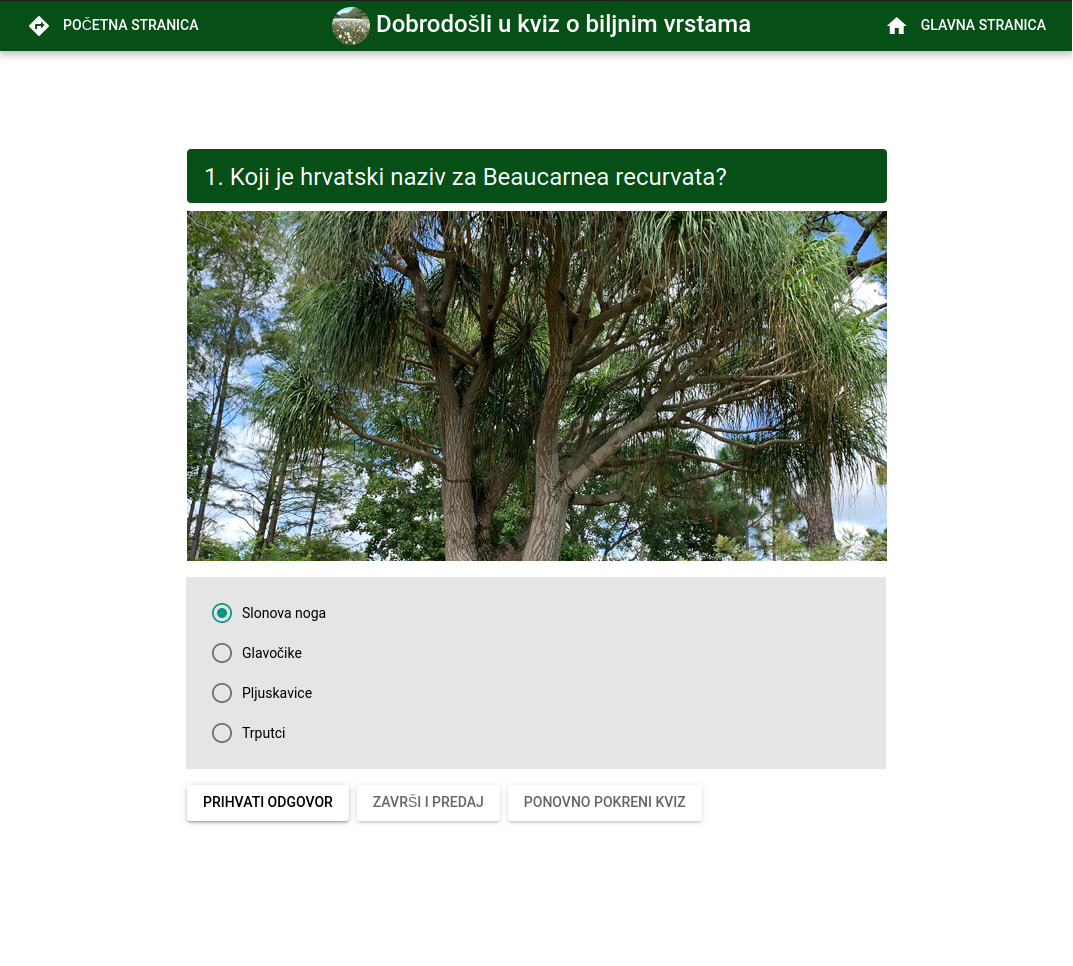 POČETNA STRANICA
Dobrodošli u kviz o biljnim vrstama
GLAVNA STRANICA
1. Koji je hrvatski naziv za Beaucarnea recurvata?
Slonova noga
Glavočike
Pljuskavice
Trputci
PRIHVATI ODGOVOR
ZAVRŠI I PREDAJ
PONOVNO POKRENI KVIZ